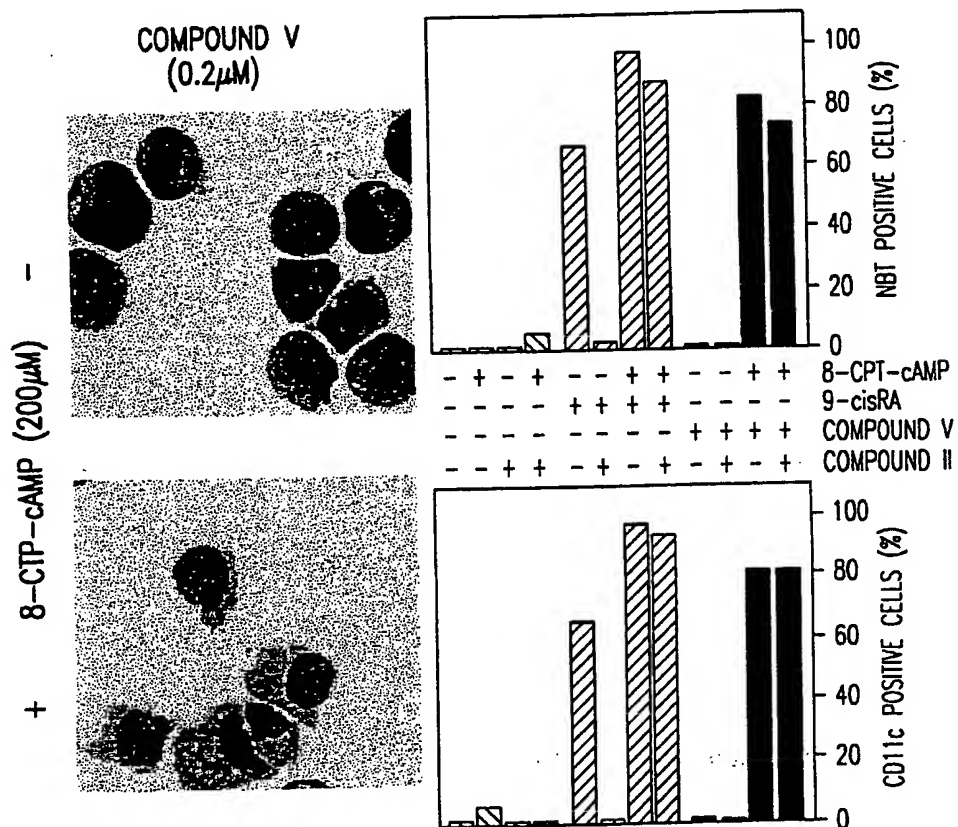 COMPOUND V
(0.2μM)
8-CTP-cAMP (200μM)
-
+
100
80
60
40
20
0
NBT POSITIVE CELLS (%)
- + - + - - + + - - + + 8-CPT-cAMP
- - - - + + + + - - - - 9-cisRA
- - - - - - - - + + + + COMPOUND V
- - + + - + - + - + - + COMPOUND II
100
80
60
40
20
0
CD11c POSITIVE CELLS (%)